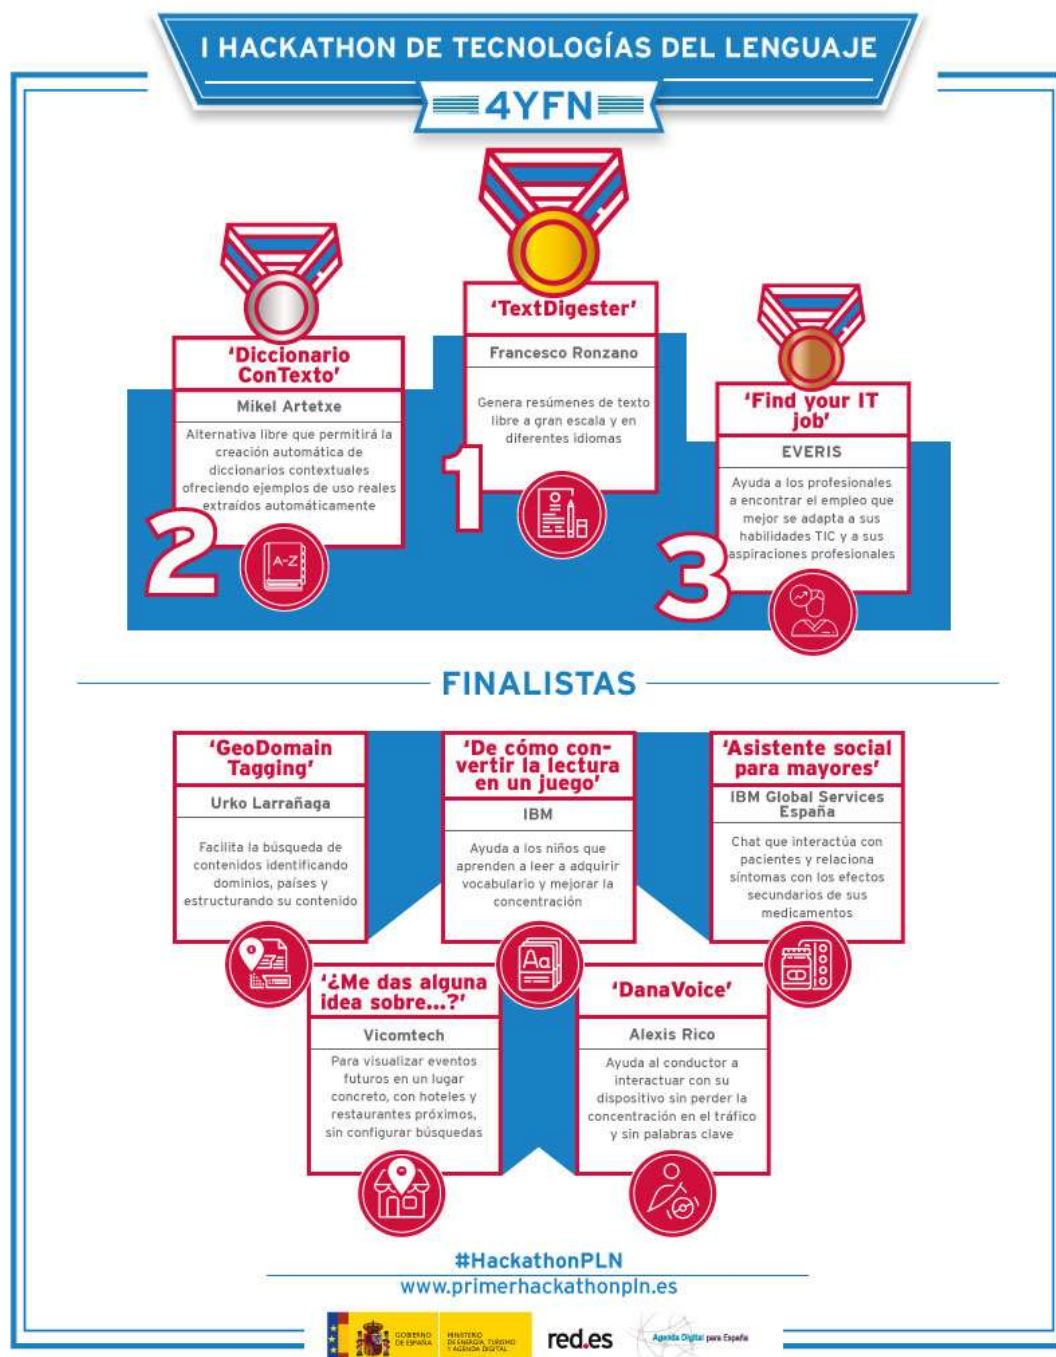 I HACKATHON DE TECNOLOGÍAS DEL LENGUAJE
4YFN
'TextDigester'
Francesco Ronzano
Genera resúmenes de texto
libre a gran escala y en
diferentes idiomas
1
'Diccionario
ConTexto'
Mikel Artetxe
Alternativa libre que permitirá la
creación automática de
diccionarios contextuales
ofreciendo ejemplos de uso reales
extraídos automáticamente
2
A-Z
'Find your IT
job'
EVERIS
Ayuda a los profesionales
a encontrar el empleo que
mejor se adapta a sus
habilidades TIC y a sus
aspiraciones profesionales
3
FINALISTAS
'GeoDomain
Tagging'
Urko Larrañaga
Facilita la búsqueda de
contenidos identificando
dominios, países y
estructurando su contenido
'De cómo con-
vertir la lectura
en un juego'
IBM
Ayuda a los niños que
aprenden a leer a adquirir
vocabulario y mejorar la
concentración
Aa
'Asistente social
para mayores'
IBM Global Services
España
Chat que interactúa con
pacientes y relaciona
síntomas con los efectos
secundarios de sus
medicamentos
'¿Me das alguna
idea sobre...?'
Vicomtech
Para visualizar eventos
futuros en un lugar
concreto, con hoteles y
restaurantes próximos,
sin configurar búsquedas
'DanaVoice'
Alexis Rico
Ayuda al conductor a
interactuar con su
dispositivo sin perder la
concentración en el tráfico
y sin palabras clave
#HackathonPLN
www.primerhackathonpln.es
GOBIERNO
DE ESPAÑA
MINISTERIO
DE ENERGÍA, TURISMO
Y AGENDA DIGITAL
red.es
Agenda Digital para España